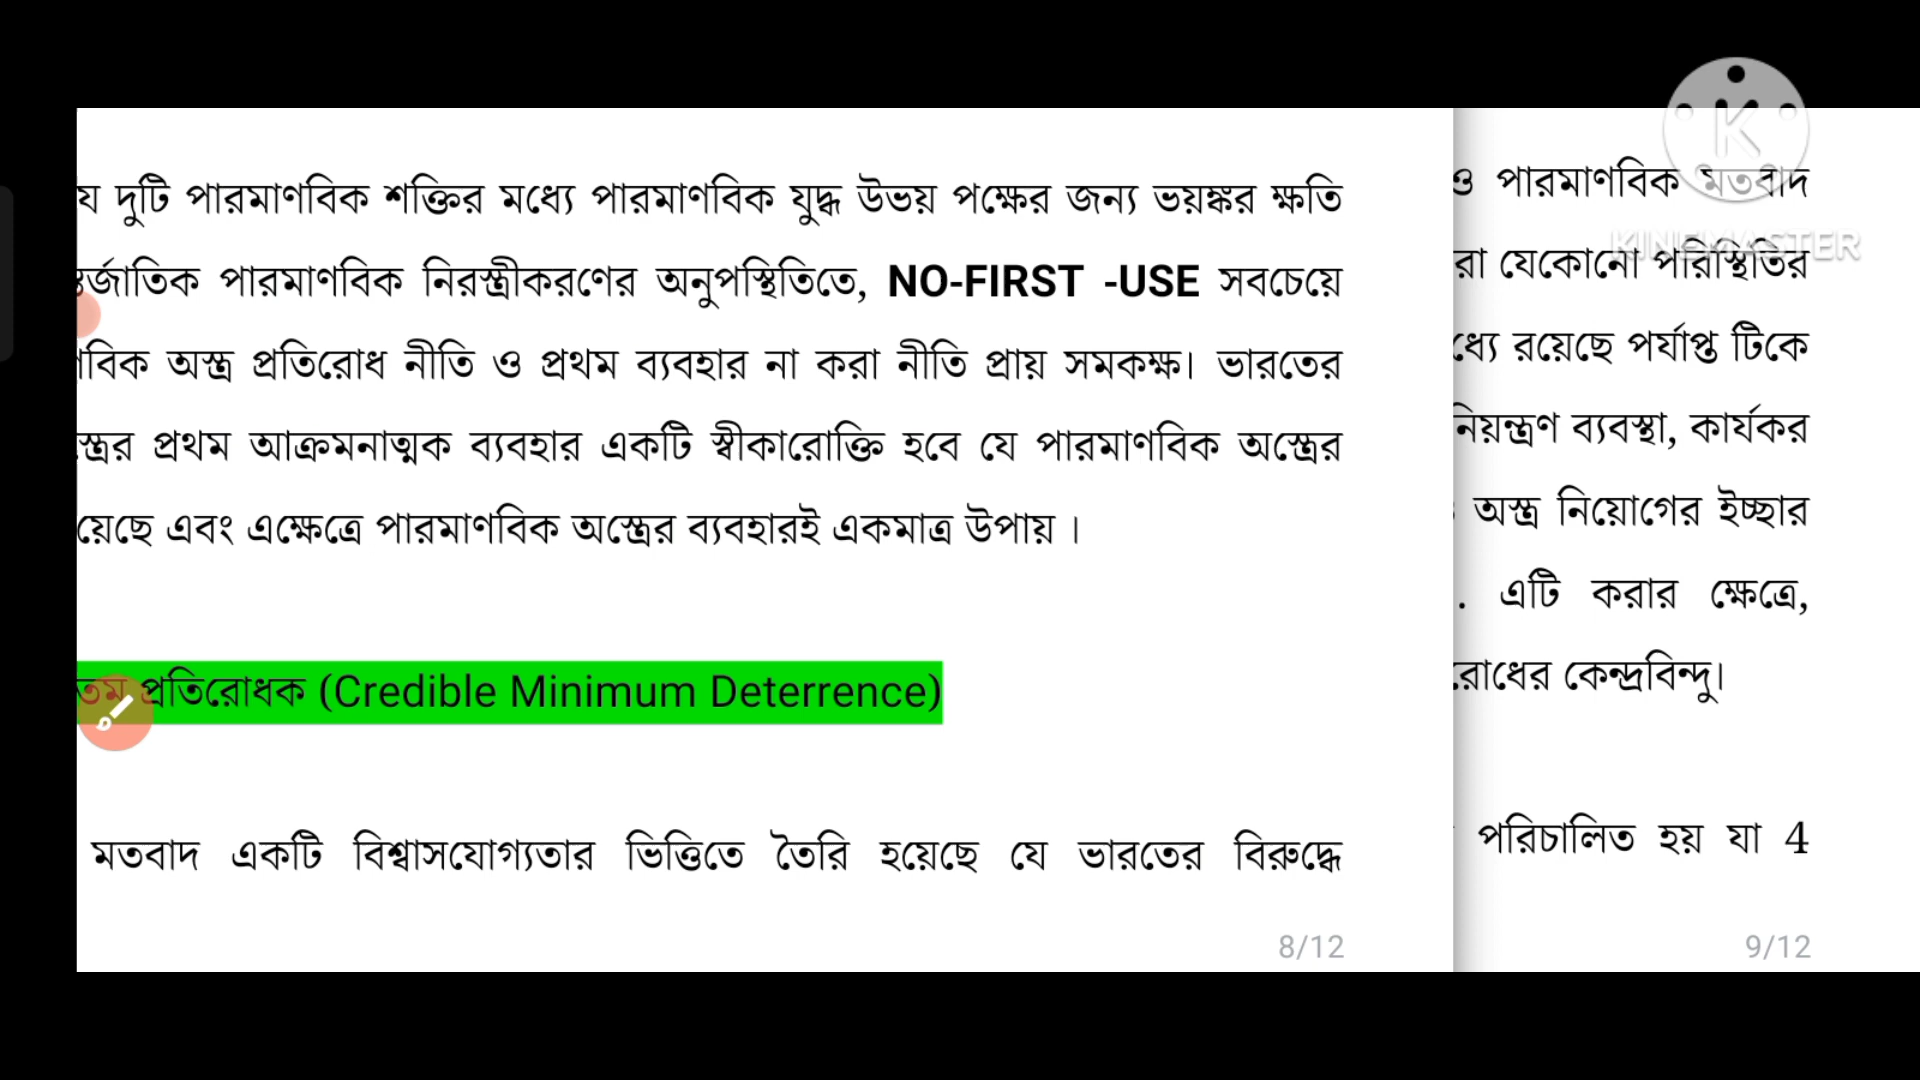 য দুটি পারমাণবিক শক্তির মধ্যে পারমাণবিক যুদ্ধ উভয় পক্ষের জন্য ভয়ঙ্কর ক্ষতি
র্জাতিক পারমাণবিক নিরস্ত্রীকরণের অনুপস্থিতিতে, NO-FIRST -USE সবচেয়ে
ণবিক অস্ত্র প্রতিরোধ নীতি ও প্রথম ব্যবহার না করা নীতি প্রায় সমকক্ষ। ভারতের
স্ত্রের প্রথম আক্রমনাত্মক ব্যবহার একটি স্বীকারোক্তি হবে যে পারমাণবিক অস্ত্রের
য়েছে এবং এক্ষেত্রে পারমাণবিক অস্ত্রের ব্যবহারই একমাত্র উপায় ।
তম প্রতিরোধক (Credible Minimum Deterrence)
মতবাদ একটি বিশ্বাসযোগ্যতার ভিত্তিতে তৈরি হয়েছে যে ভারতের বিরুদ্ধে
8/12
ও পারমাণবিক মতবাদ
রা যেকোনো পরিস্থিতির
ধ্যে রয়েছে পর্যাপ্ত টিকে
নিয়ন্ত্রণ ব্যবস্থা, কার্যকর
অস্ত্র নিয়োগের ইচ্ছার
. এটি করার ক্ষেত্রে,
রোধের কেন্দ্রবিন্দু।
পরিচালিত হয় যা 4
9/12
K
KINEMASTER